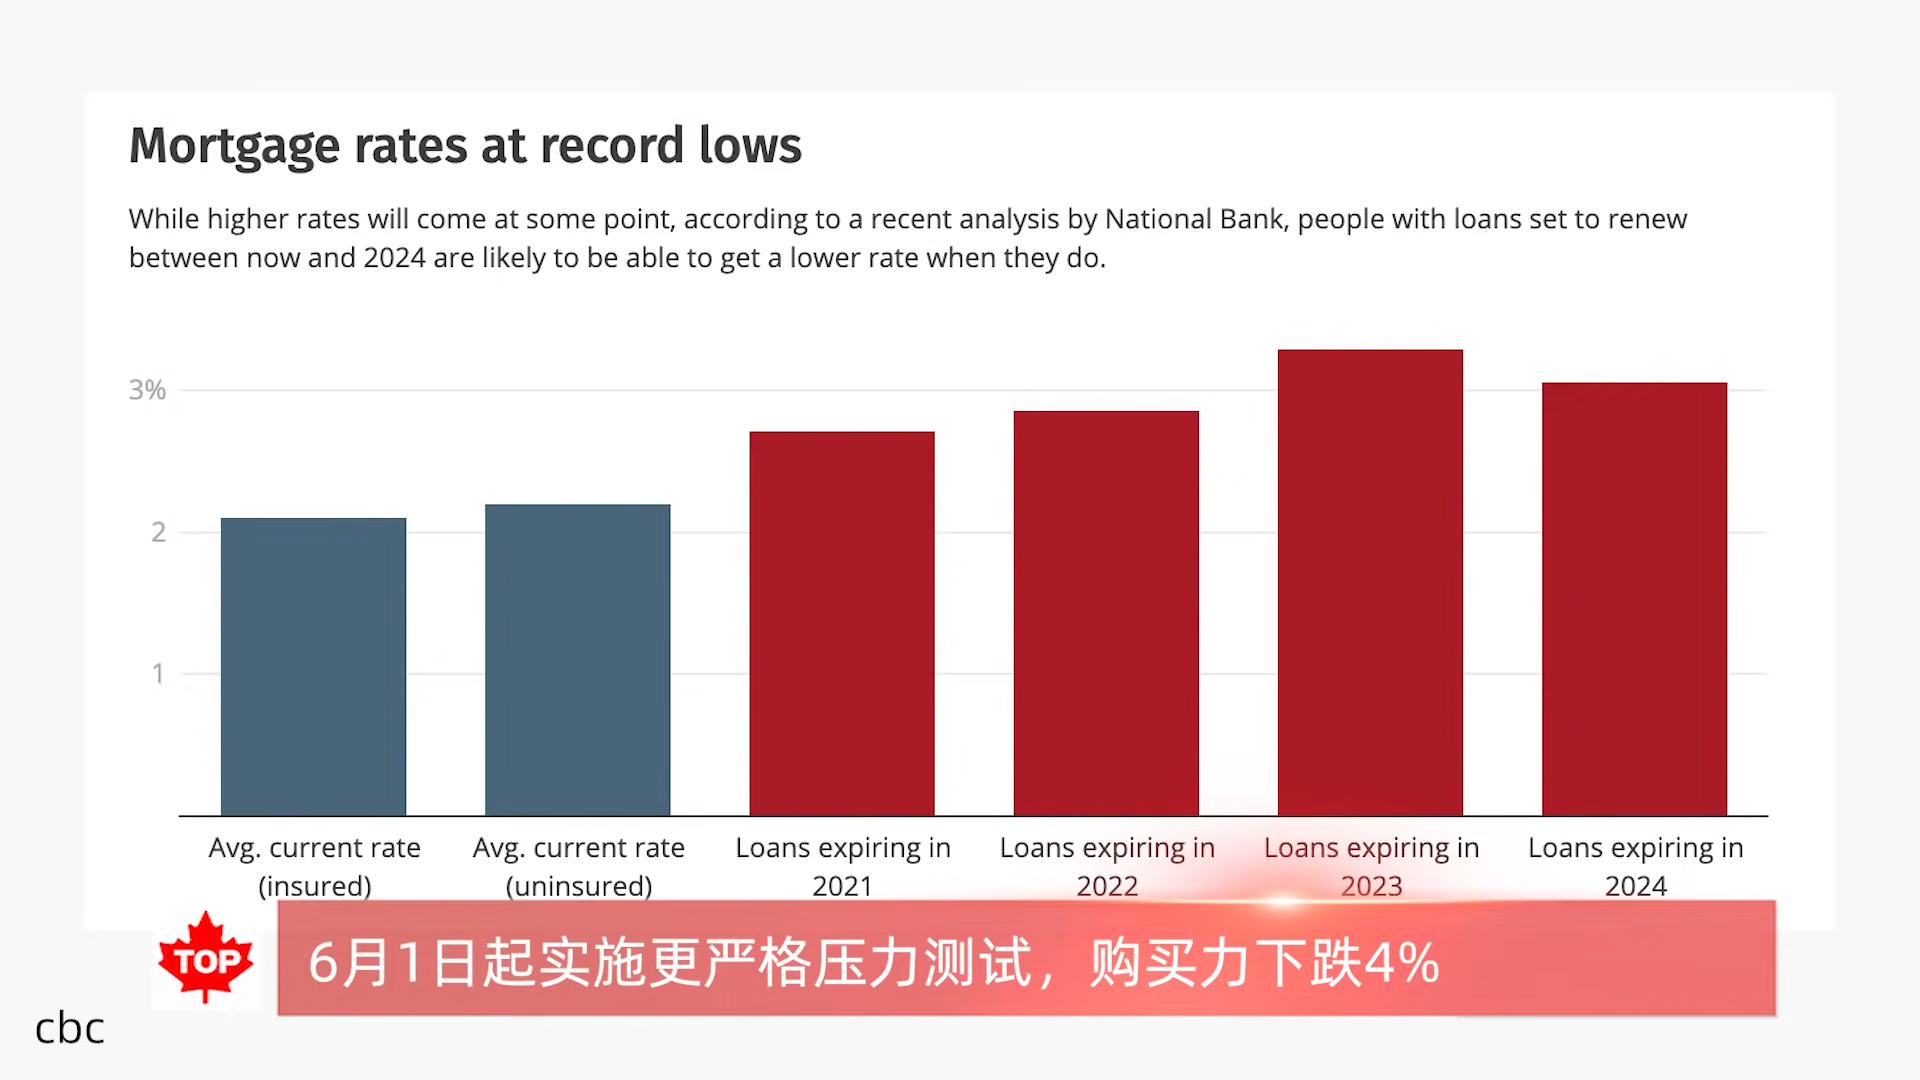 Mortgage rates at record lows
While higher rates will come at some point, according to a recent analysis by National Bank, people with loans set to renew
between now and 2024 are likely to be able to get a lower rate when they do.
3%
2
1
Avg. current rate
(insured)
Avg. current rate
(uninsured)
Loans expiring in
2021
Loans expiring in
2022
Loans expiring in
2023
Loans expiring in
2024
TOP
6月1日起实施更严格压力测试，购买力下跌4%
cbc